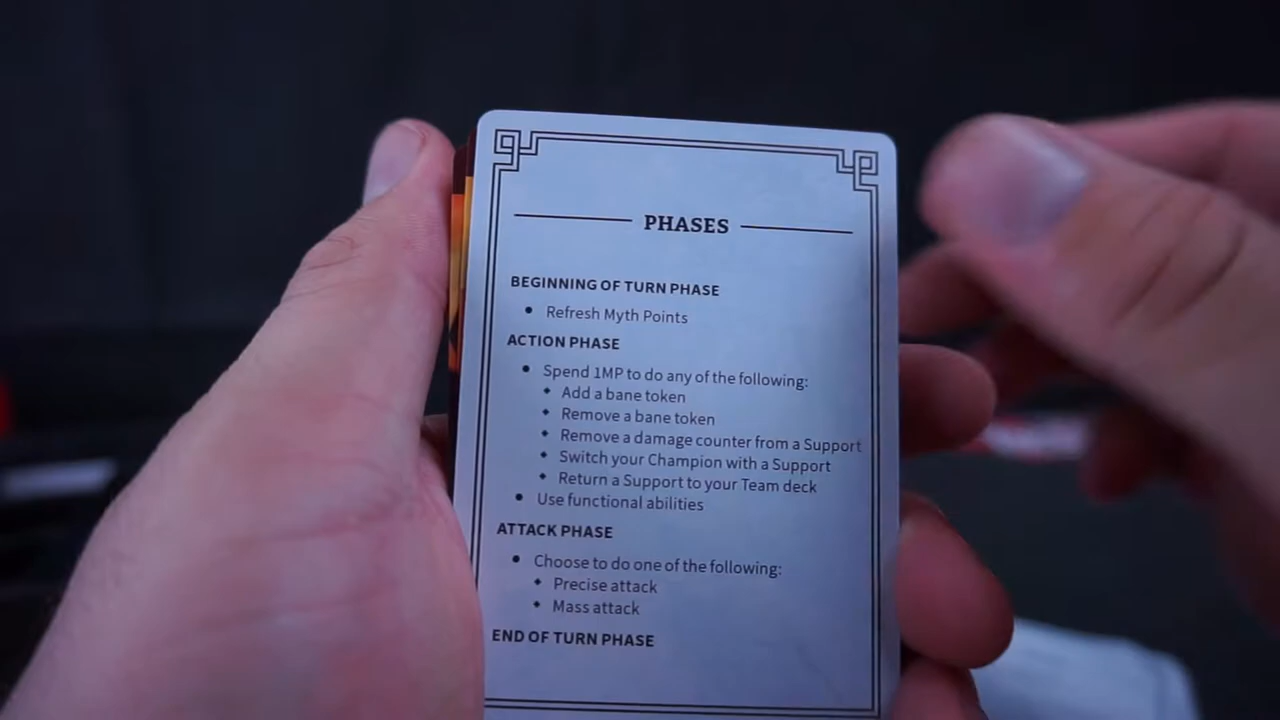 PHASES
BEGINNING OF TURN PHASE
• Refresh Myth Points
ACTION PHASE
• Spend 1MP to do any of the following:
◆ Add a bane token
◆ Remove a bane token
◆ Remove a damage counter from a Support
◆ Switch your Champion with a Support
◆ Return a Support to your Team deck
• Use functional abilities
ATTACK PHASE
• Choose to do one of the following:
◆ Precise attack
◆ Mass attack
END OF TURN PHASE